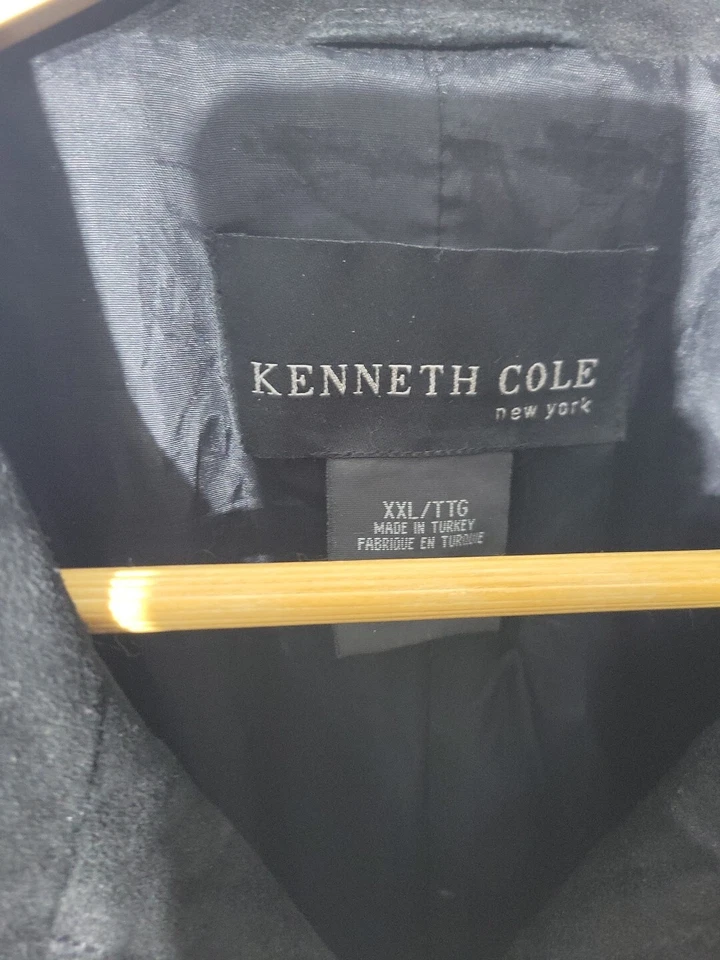 KENNETH COLE
new york
XXL/TTG
MADE IN TURKEY
FABRIQUE EN TURQUIE